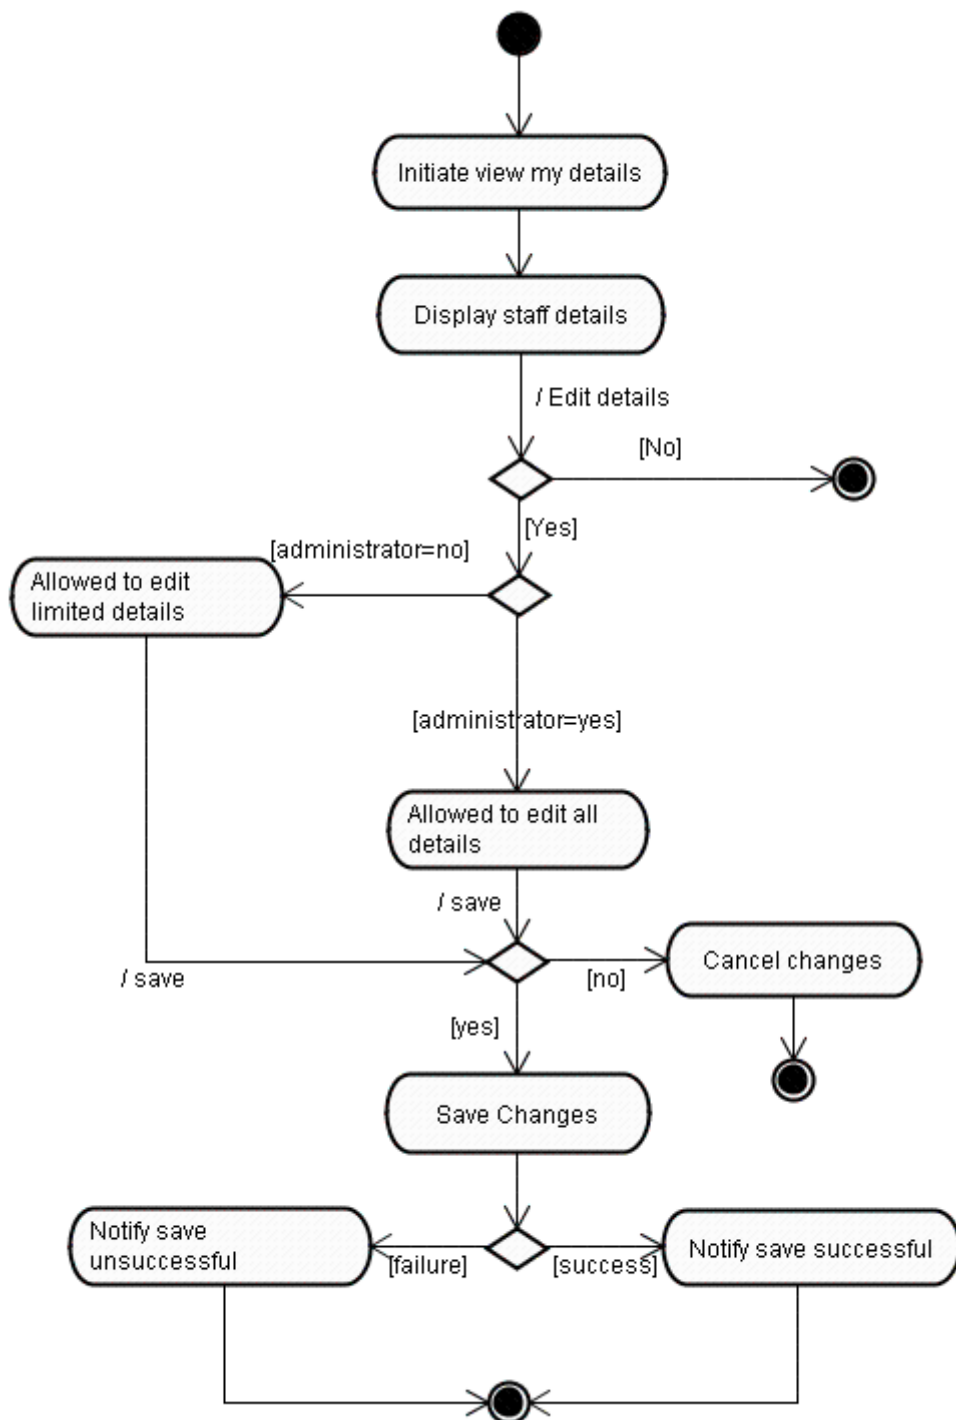 Initiate view my details
Display staff details
/ Edit details
[No]
[Yes]
[administrator=no]
Allowed to edit
limited details
[administrator=yes]
Allowed to edit all
details
/ save
/ save
[no]
Cancel changes
[yes]
Save Changes
Notify save
unsuccessful
[failure]
[success]
Notify save successful